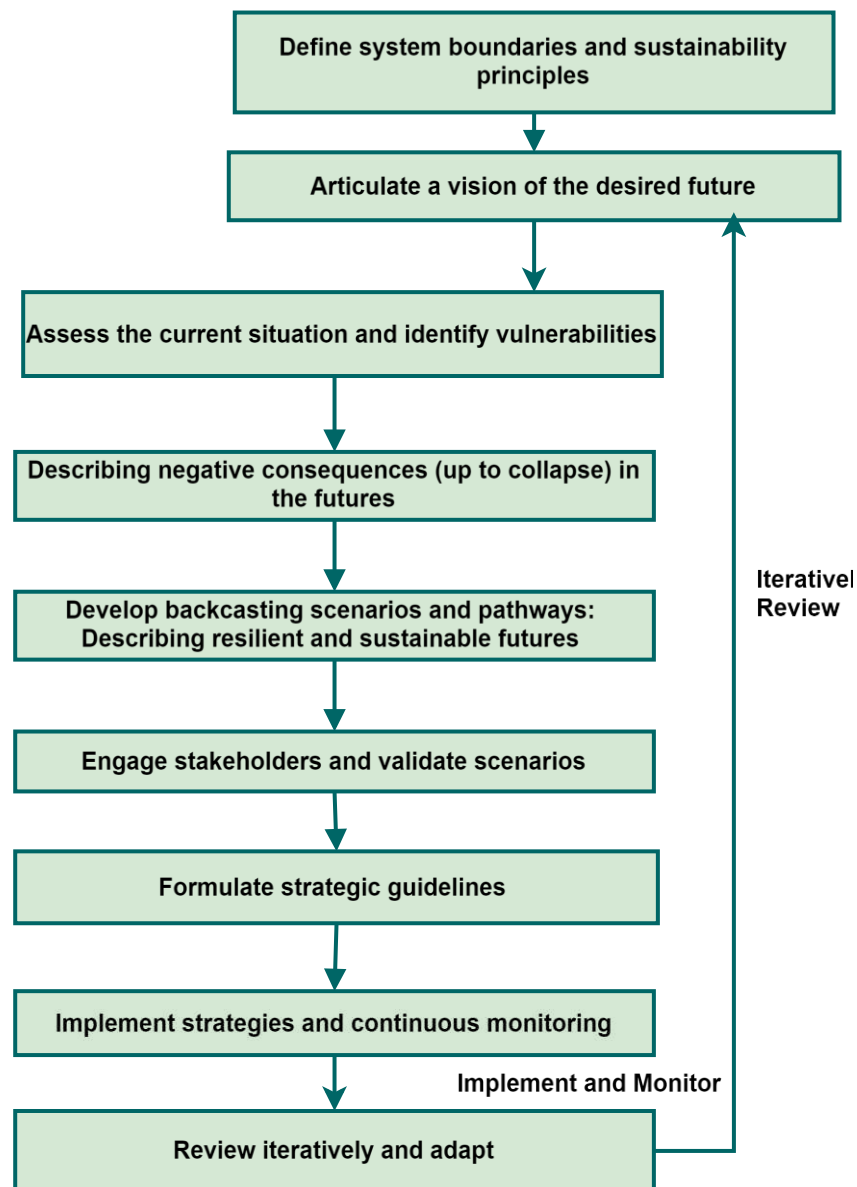 Define system boundaries and sustainability
principles
Articulate a vision of the desired future
Assess the current situation and identify vulnerabilities
Describing negative consequences (up to collapse) in
the futures
Develop backcasting scenarios and pathways:
Describing resilient and sustainable futures
Iterativel
Review
Engage stakeholders and validate scenarios
Formulate strategic guidelines
Implement strategies and continuous monitoring
Implement and Monitor
Review iteratively and adapt